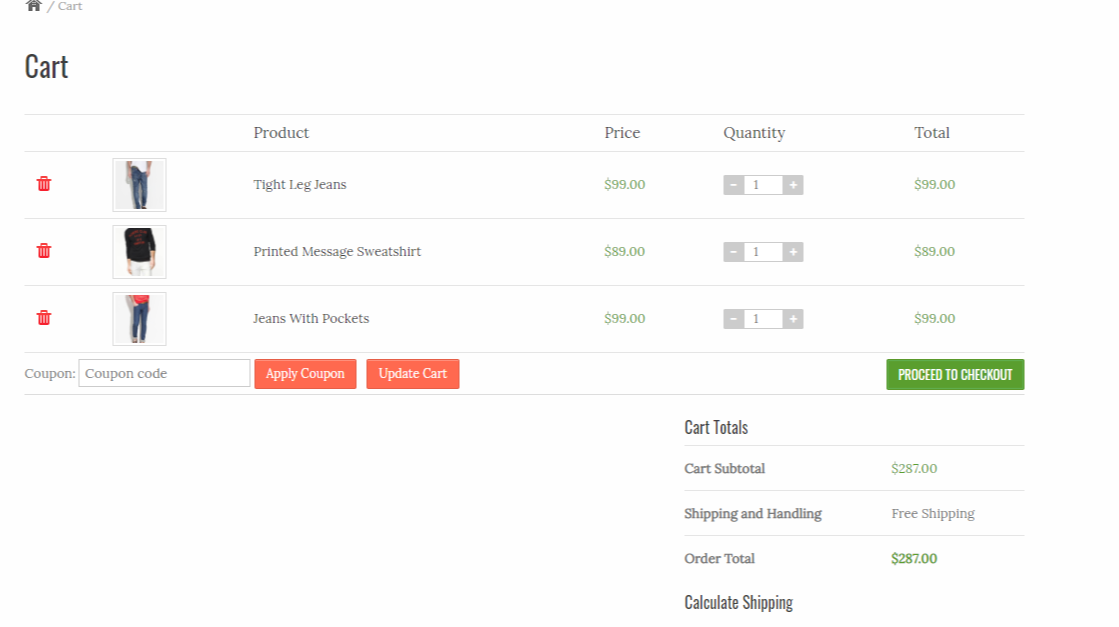 / Cart
Cart
Product Price Quantity Total
Tight Leg Jeans $99.00 − 1 + $99.00
Printed Message Sweatshirt $89.00 − 1 + $89.00
Jeans With Pockets $99.00 − 1 + $99.00
Coupon: Coupon code Apply Coupon Update Cart PROCEED TO CHECKOUT
Cart Totals
Cart Subtotal $287.00
Shipping and Handling Free Shipping
Order Total $287.00
Calculate Shipping